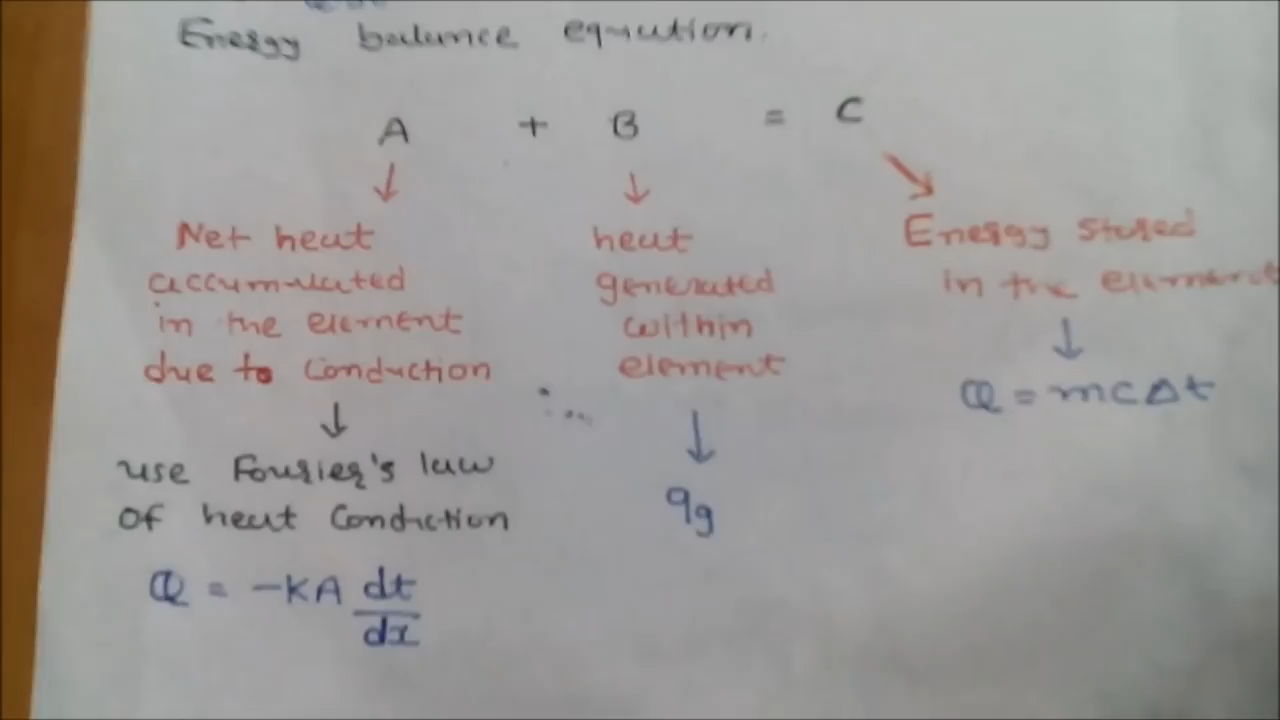 Energy balance equation.
A + B = C
Net heat
accumulated
in the element
due to Conduction
use Fourier's law
of heat Conduction
Q = -KA dt/dx
heat
generated
within
element
qg
Energy stored
in the element
Q = mcΔt